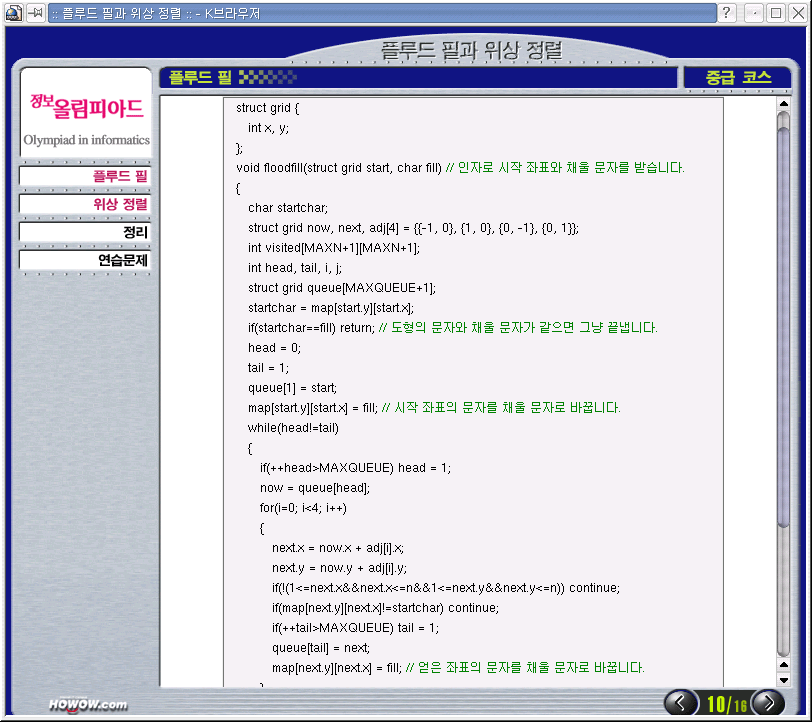 :: 플루드 필과 위상 정렬 :: - K브라우저
플루드 필과 위상 정렬
정보올림피아드
Olympiad in informatics
플루드 필
위상 정렬
정리
연습문제
플루드 필
중급 코스
struct grid {
int x, y;
};
void floodfill(struct grid start, char fill) // 인자로 시작 좌표와 채울 문자를 받습니다.
{
char startchar;
struct grid now, next, adj[4] = {{-1, 0}, {1, 0}, {0, -1}, {0, 1}};
int visited[MAXN+1][MAXN+1];
int head, tail, i, j;
struct grid queue[MAXQUEUE+1];
startchar = map[start.y][start.x];
if(startchar==fill) return; // 도형의 문자와 채울 문자가 같으면 그냥 끝냅니다.
head = 0;
tail = 1;
queue[1] = start;
map[start.y][start.x] = fill; // 시작 좌표의 문자를 채울 문자로 바꿉니다.
while(head!=tail)
{
if(++head>MAXQUEUE) head = 1;
now = queue[head];
for(i=0; i<4; i++)
{
next.x = now.x + adj[i].x;
next.y = now.y + adj[i].y;
if(!(1<=next.x&&next.x<=n&&1<=next.y&&next.y<=n)) continue;
if(map[next.y][next.x]!=startchar) continue;
if(++tail>MAXQUEUE) tail = 1;
queue[tail] = next;
map[next.y][next.x] = fill; // 얻은 좌표의 문자를 채울 문자로 바꿉니다.
}
HOWOW.com
10/16